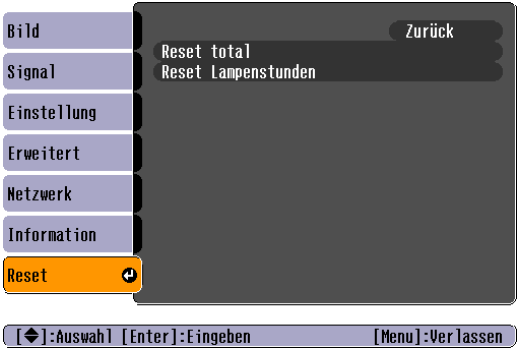 Bild
Signal
Einstellung
Erweitert
Netzwerk
Information
Reset
Zurück
Reset total
Reset Lampenstunden
[◆]:Auswahl [Enter]:Eingeben [Menu]:Verlassen